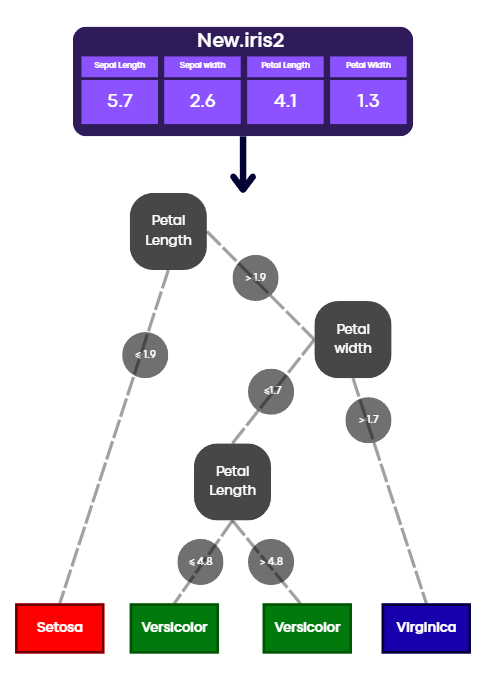 New.iris2
Sepal Length Sepal width Petal Length Petal Width
5.7 2.6 4.1 1.3
Petal
Length
> 1.9
Petal
width
≤ 1.9
≤1.7
> 1.7
Petal
Length
≤ 4.8 > 4.8
Setosa Versicolor Versicolor Virginica